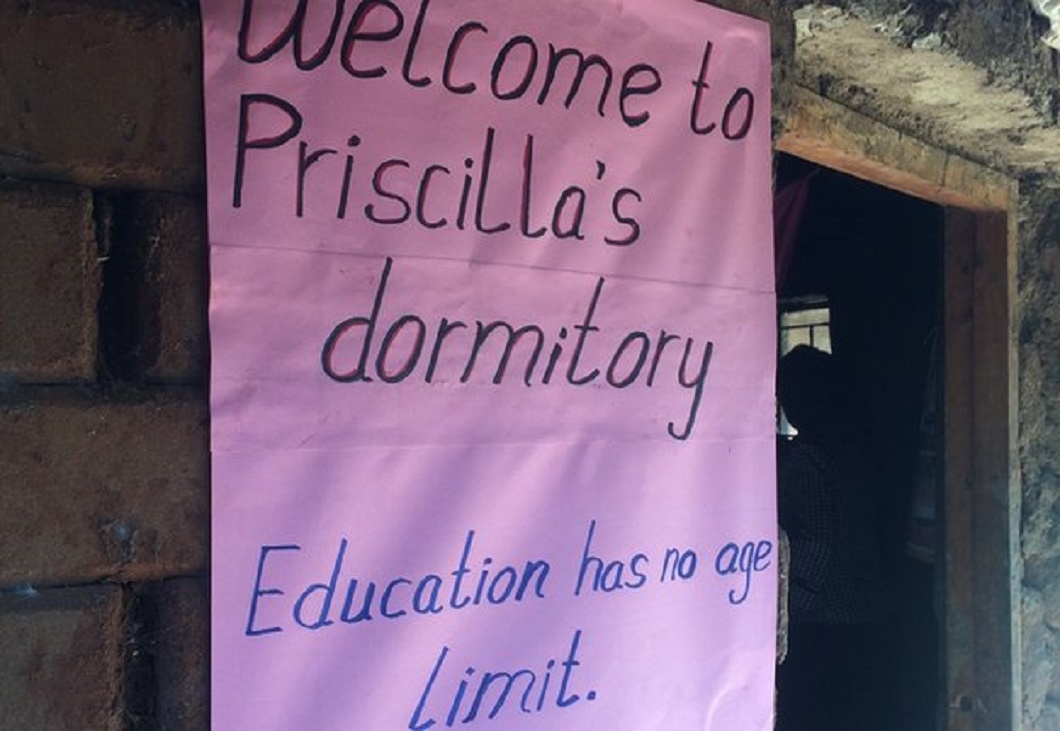 Welcome to
Priscilla's
dormitory
Education has no age
limit.